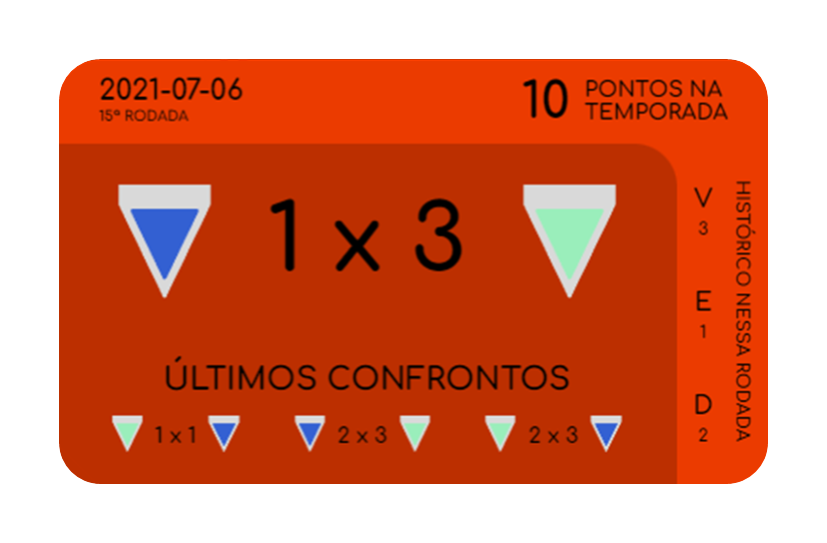 2021-07-06
15ª RODADA
10 PONTOS NA
TEMPORADA
1 x 3
ÚLTIMOS CONFRONTOS
1 x 1
2 x 3
2 x 3
V
3
E
1
D
2
HISTÓRICO NESSA RODADA